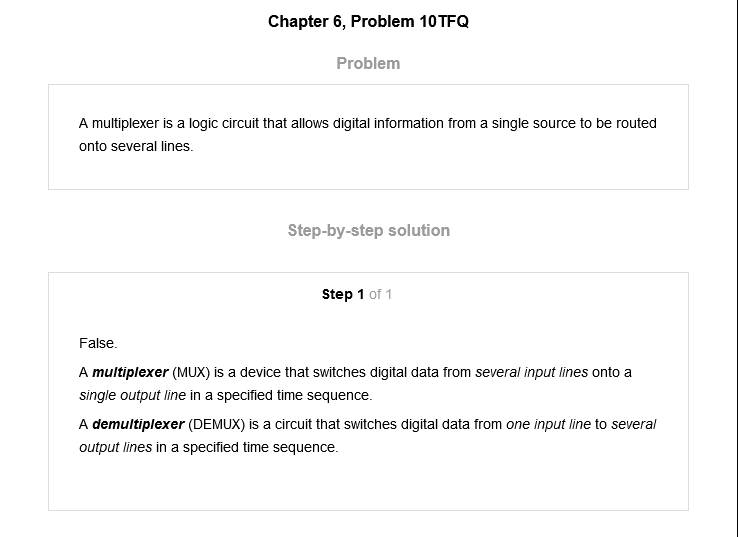 Chapter 6, Problem 10TFQ
Problem
A multiplexer is a logic circuit that allows digital information from a single source to be routed
onto several lines.
Step-by-step solution
Step 1 of 1
False.
A multiplexer (MUX) is a device that switches digital data from several input lines onto a
single output line in a specified time sequence.
A demultiplexer (DEMUX) is a circuit that switches digital data from one input line to several
output lines in a specified time sequence.